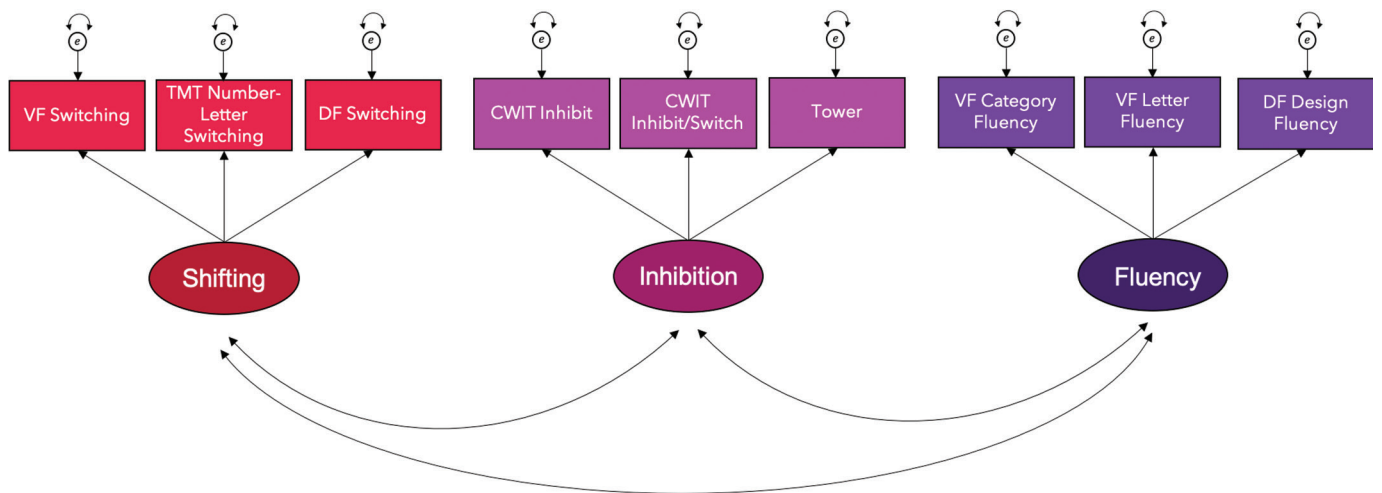 e
e
e
e
e
e
e
e
e
VF Switching
TMT Number-
Letter
Switching
DF Switching
CWIT Inhibit
CWIT
Inhibit/Switch
Tower
VF Category
Fluency
VF Letter
Fluency
DF Design
Fluency
Shifting
Inhibition
Fluency